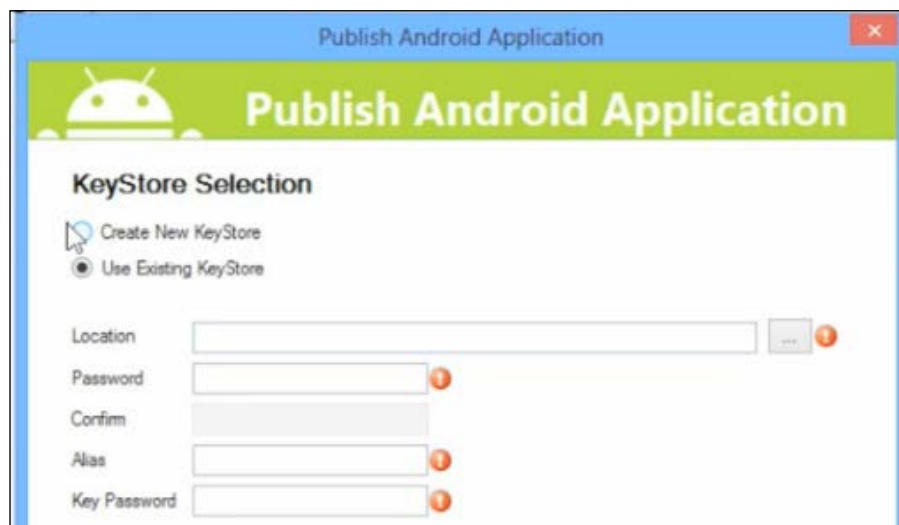 Publish Android Application
Publish Android Application
KeyStore Selection
Create New KeyStore
Use Existing KeyStore
Location
...
Password
Confirm
Alias
Key Password